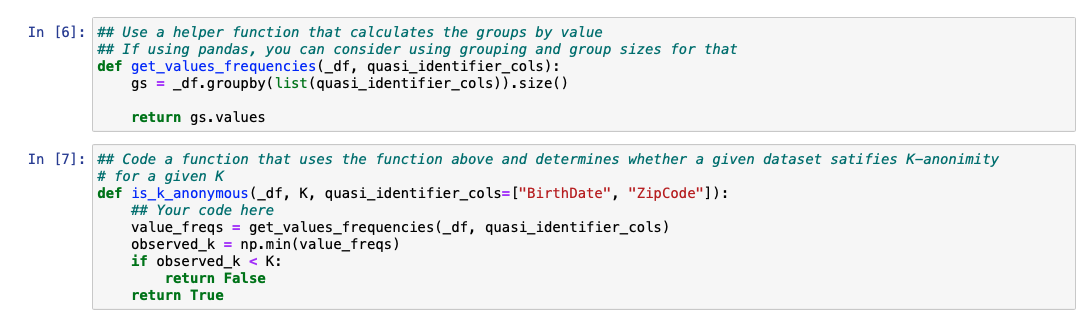 In [6]: ## Use a helper function that calculates the groups by value
## If using pandas, you can consider using grouping and group sizes for that
def get_values_frequencies(_df, quasi_identifier_cols):
    gs = _df.groupby(list(quasi_identifier_cols)).size()

    return gs.values
In [7]: ## Code a function that uses the function above and determines whether a given dataset satifies K-anonimity
# for a given K
def is_k_anonymous(_df, K, quasi_identifier_cols=["BirthDate", "ZipCode"]):
    ## Your code here
    value_freqs = get_values_frequencies(_df, quasi_identifier_cols)
    observed_k = np.min(value_freqs)
    if observed_k < K:
        return False
    return True